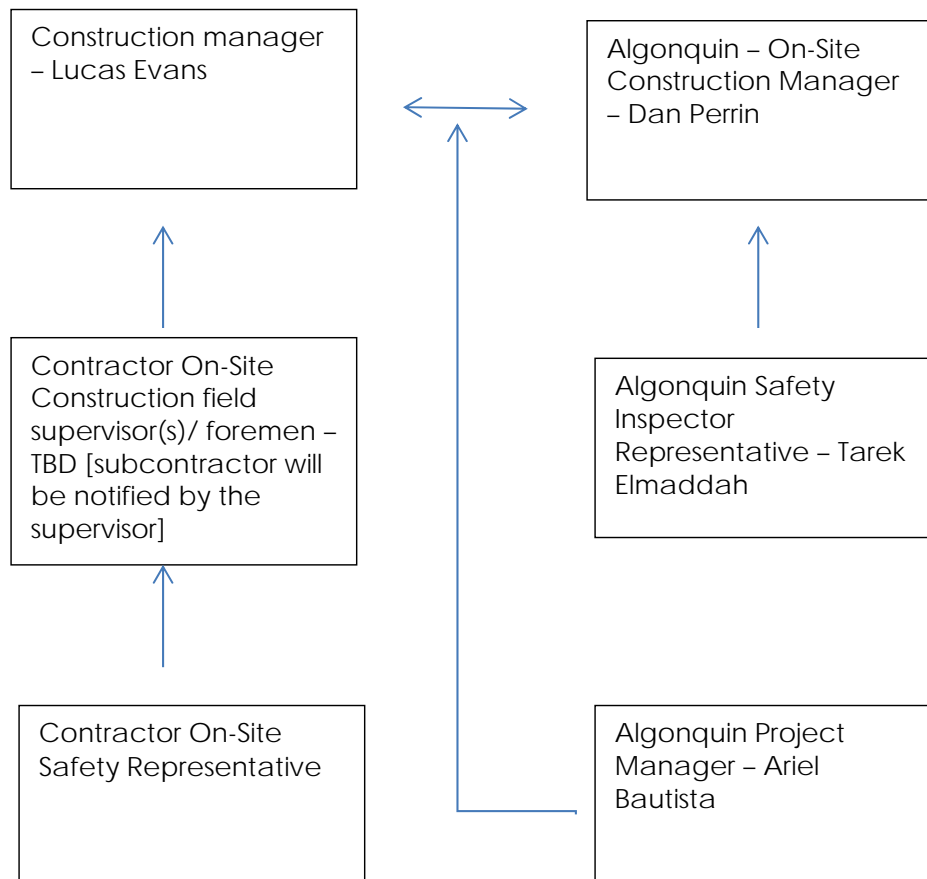 Construction manager
– Lucas Evans
Algonquin – On-Site
Construction Manager
– Dan Perrin
Contractor On-Site
Construction field
supervisor(s)/ foremen –
TBD [subcontractor will
be notified by the
supervisor]
Algonquin Safety
Inspector
Representative – Tarek
Elmaddah
Contractor On-Site
Safety Representative
Algonquin Project
Manager – Ariel
Bautista